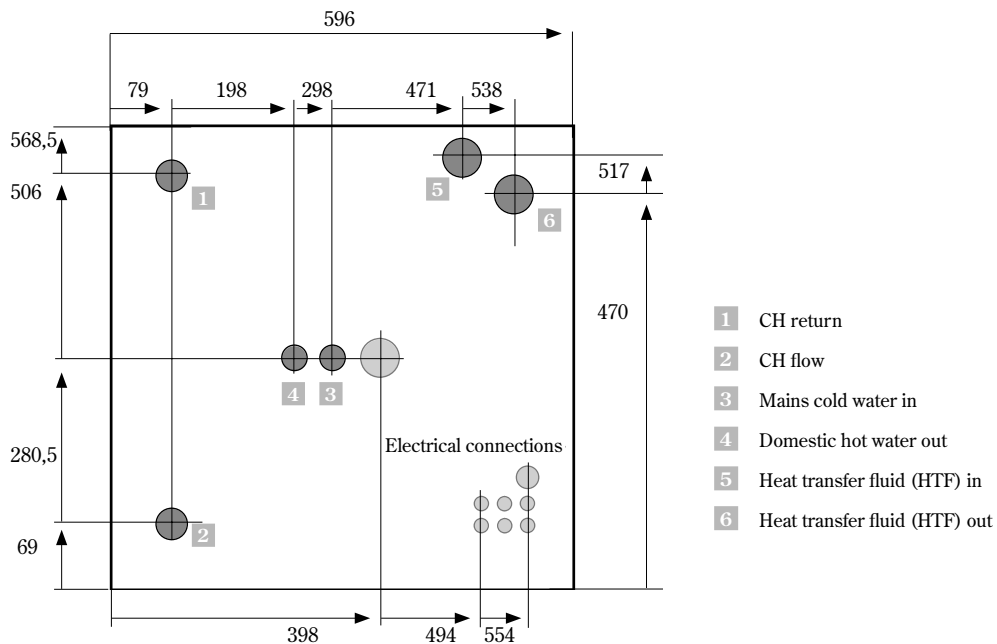 596
79 198 298 471 538
568,5
517
506
1
5
6
470
1 CH return
2 CH flow
3 Mains cold water in
4 Domestic hot water out
5 Heat transfer fluid (HTF) in
6 Heat transfer fluid (HTF) out
4 3
Electrical connections
280,5
2
69
398 494 554